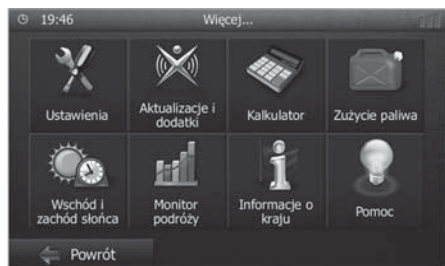 19:46
Więcej...
Ustawienia
Aktualizacje i
dodatki
Kalkulator
Zużycie paliwa
Wschód i
zachód słońca
Monitor
podróży
Informacje o
kraju
Pomoc
Powrót